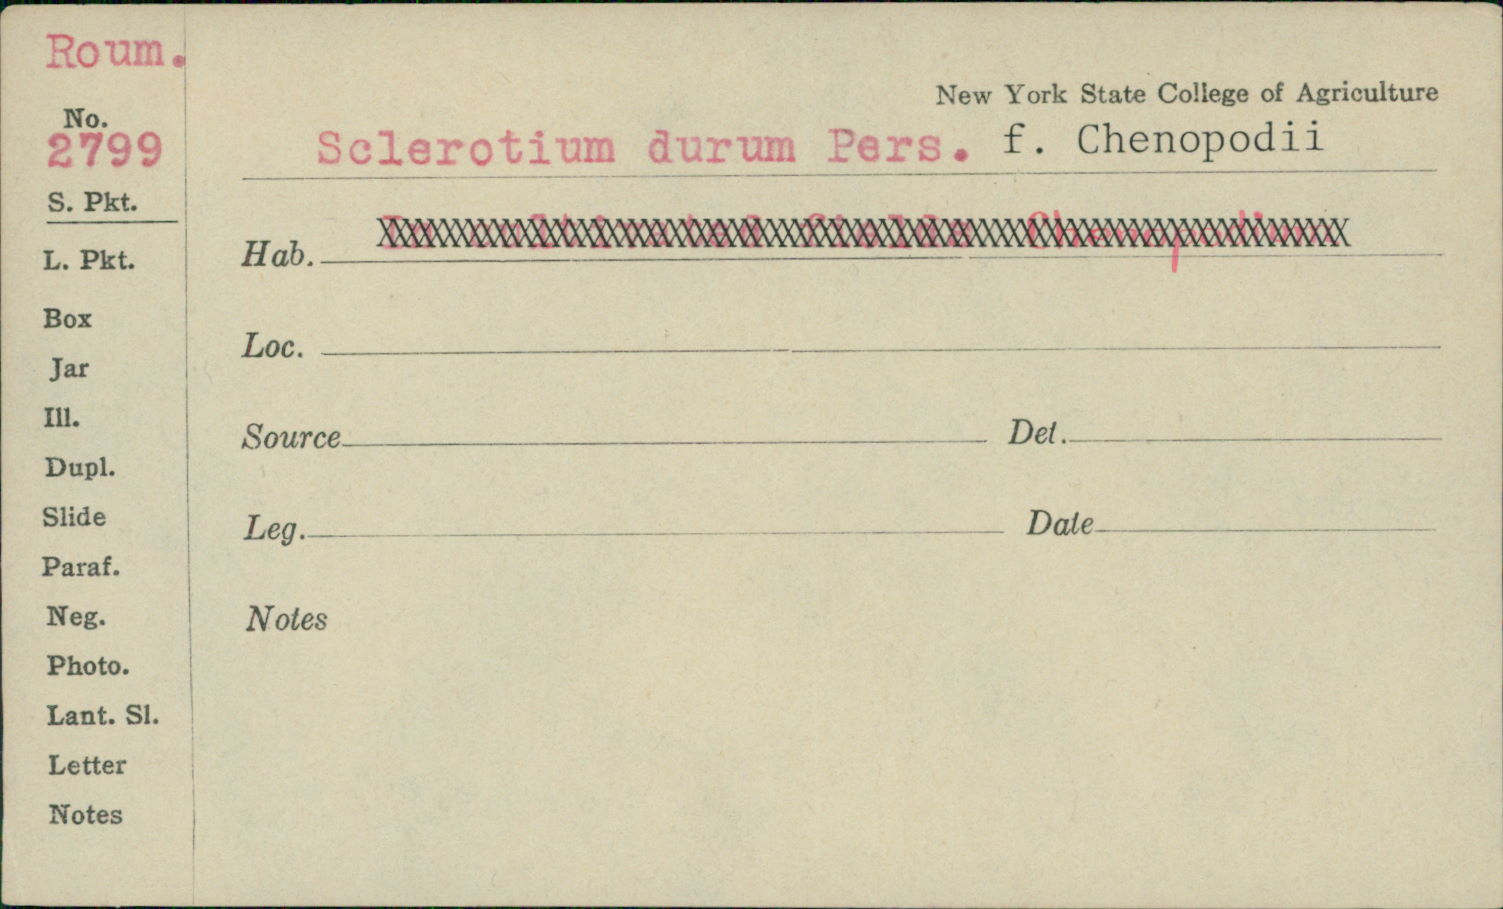 Roum.
New York State College of Agriculture
No.
2799
Sclerotium durum Pers. f. Chenopodii
S. Pkt.
Hab.
L. Pkt.
Box
Loc.
Jar
Ill.
Source
Det.
Dupl.
Slide
Leg.
Date
Paraf.
Neg.
Notes
Photo.
Lant. Sl.
Letter
Notes